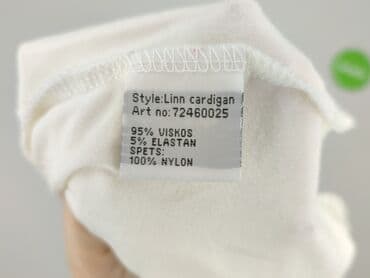 Style:Linn cardigan
Art no:72460025
95% VISKOS
5% ELASTAN
SPETS:
100% NYLON